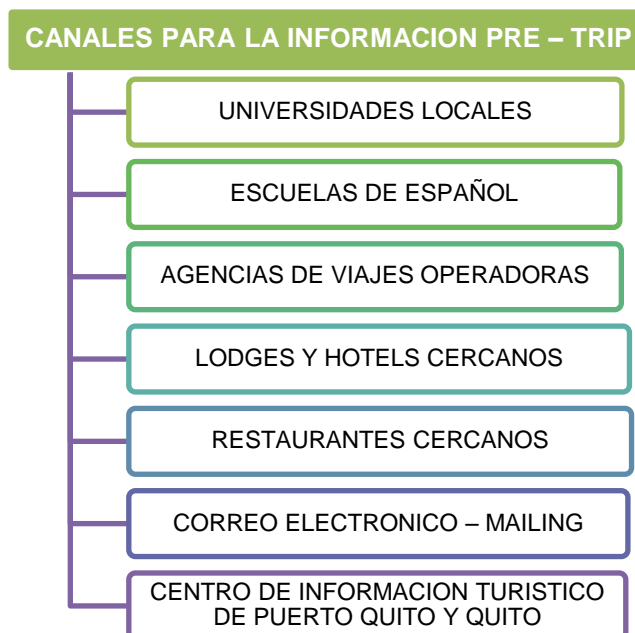 CANALES PARA LA INFORMACION PRE – TRIP
UNIVERSIDADES LOCALES
ESCUELAS DE ESPAÑOL
AGENCIAS DE VIAJES OPERADORAS
LODGES Y HOTELS CERCANOS
RESTAURANTES CERCANOS
CORREO ELECTRONICO – MAILING
CENTRO DE INFORMACION TURISTICO
DE PUERTO QUITO Y QUITO